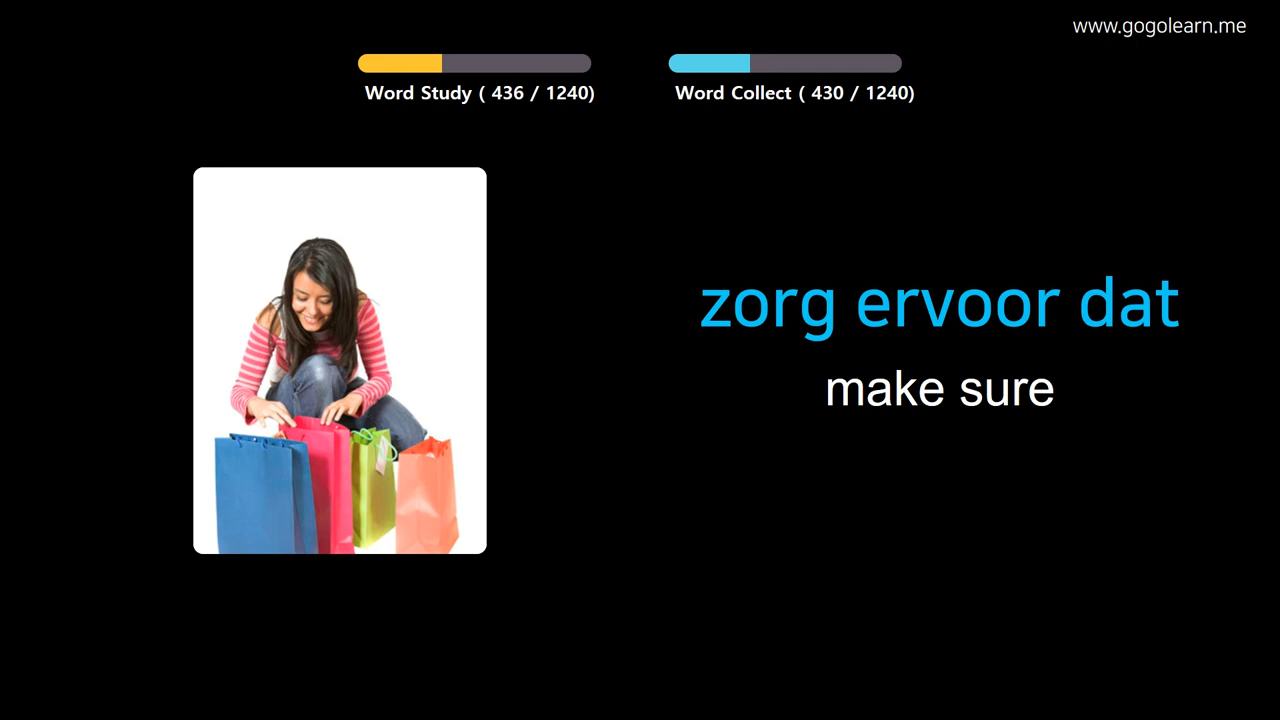 www.gogolearn.me
Word Study ( 436 / 1240)
Word Collect ( 430 / 1240)
zorg ervoor dat
make sure